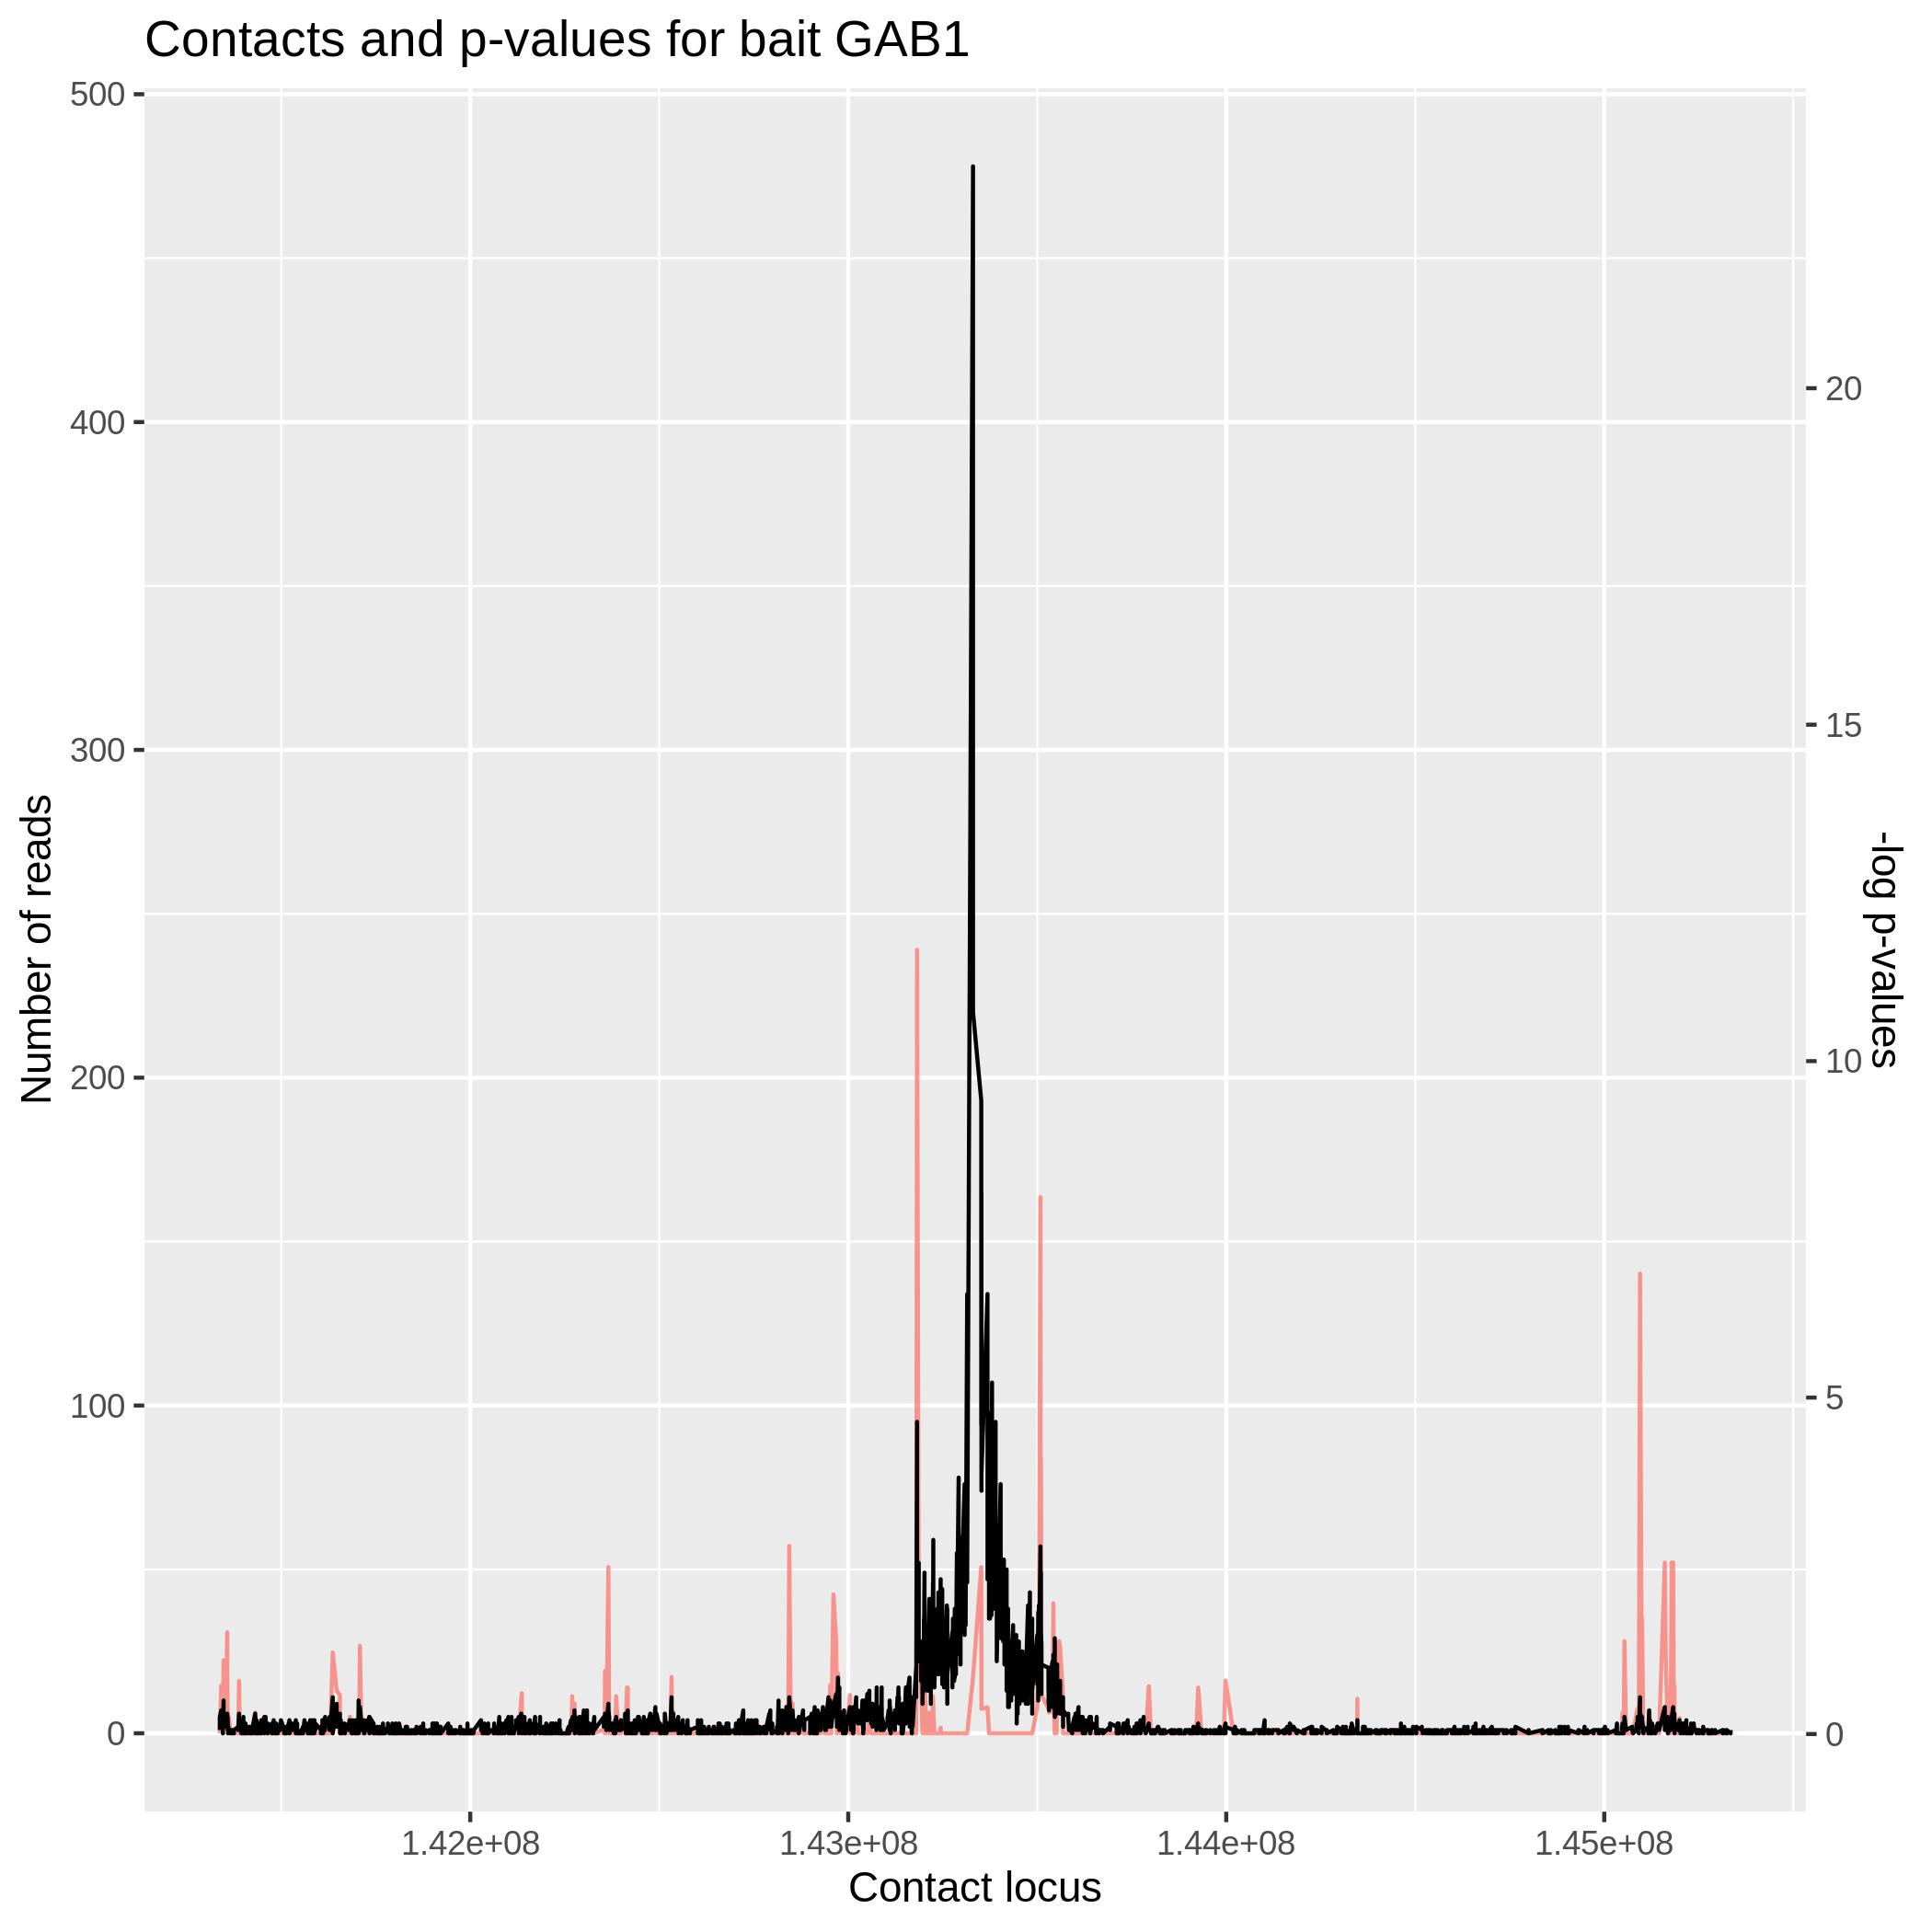 Contacts and p-values for bait GAB1
500
400
300
200
100
0
Number of reads
20
15
10
5
0
-log p-values
1.42e+08
1.43e+08
1.44e+08
1.45e+08
Contact locus